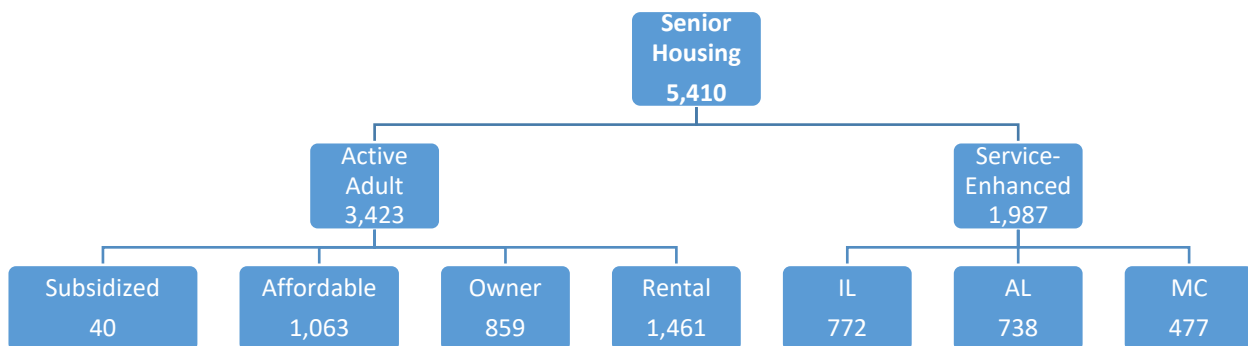 Senior
Housing
5,410
Active
Adult
3,423
Service-
Enhanced
1,987
Subsidized
40
Affordable
1,063
Owner
859
Rental
1,461
IL
772
AL
738
MC
477